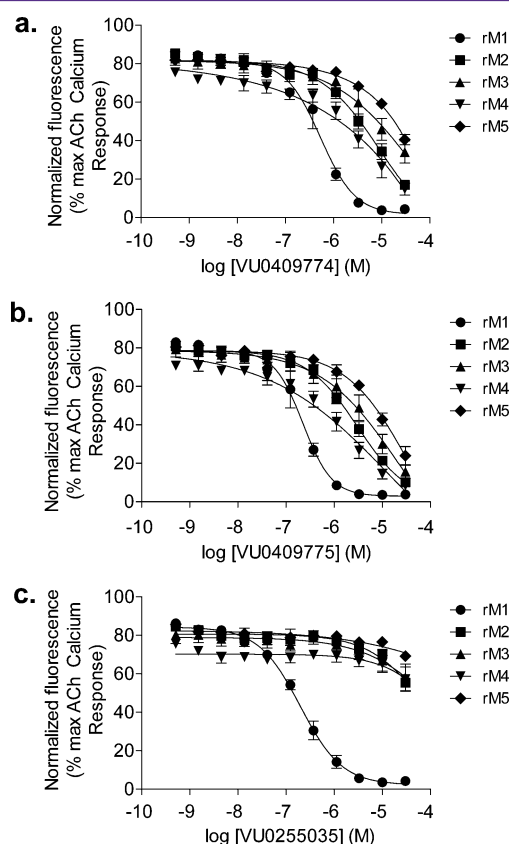 a.
Normalized fluorescence
(% max ACh Calcium
Response)
100
80
60
40
20
0
-10 -9 -8 -7 -6 -5 -4
log [VU0409774] (M)
rM1
rM2
rM3
rM4
rM5
b.
Normalized fluorescence
(% max ACh Calcium
Response)
100
80
60
40
20
0
-10 -9 -8 -7 -6 -5 -4
log [VU0409775] (M)
rM1
rM2
rM3
rM4
rM5
c.
Normalized fluorescence
(% max ACh Calcium
Response)
100
80
60
40
20
0
-10 -9 -8 -7 -6 -5 -4
log [VU0255035] (M)
rM1
rM2
rM3
rM4
rM5